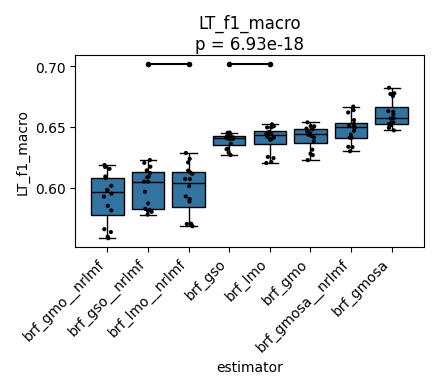 LT_f1_macro
p = 6.93e-18
LT_f1_macro
0.70
0.65
0.60
brf_gmo__nrlmf
brf_gso__nrlmf
brf_lmo__nrlmf
brf_gso
brf_lmo
brf_gmo
brf_gmosa__nrlmf
brf_gmosa
estimator